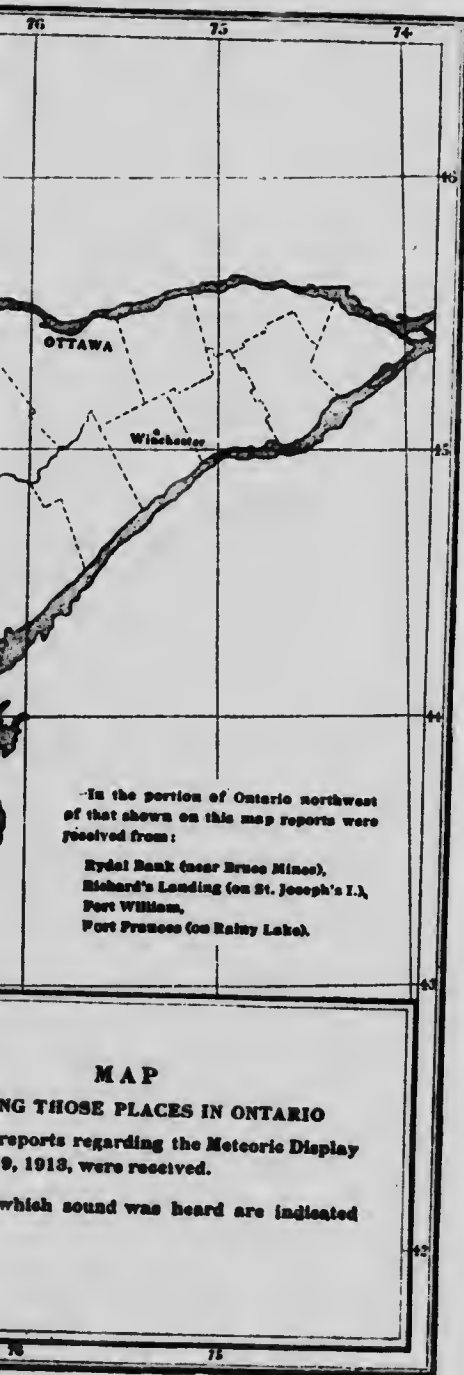 76 75 74
46
OTTAWA
Winchester
45
44
In the portion of Ontario northwest
of that shown on this map reports were
received from:
Rydal Bank (near Bruce Mines),
Richard's Landing (on St. Joseph's I.),
Fort William,
Fort Frances (on Rainy Lake).
43
MAP
NG THOSE PLACES IN ONTARIO
reports regarding the Meteoric Display
9, 1913, were received.
which sound was heard are indicated
42
76 75